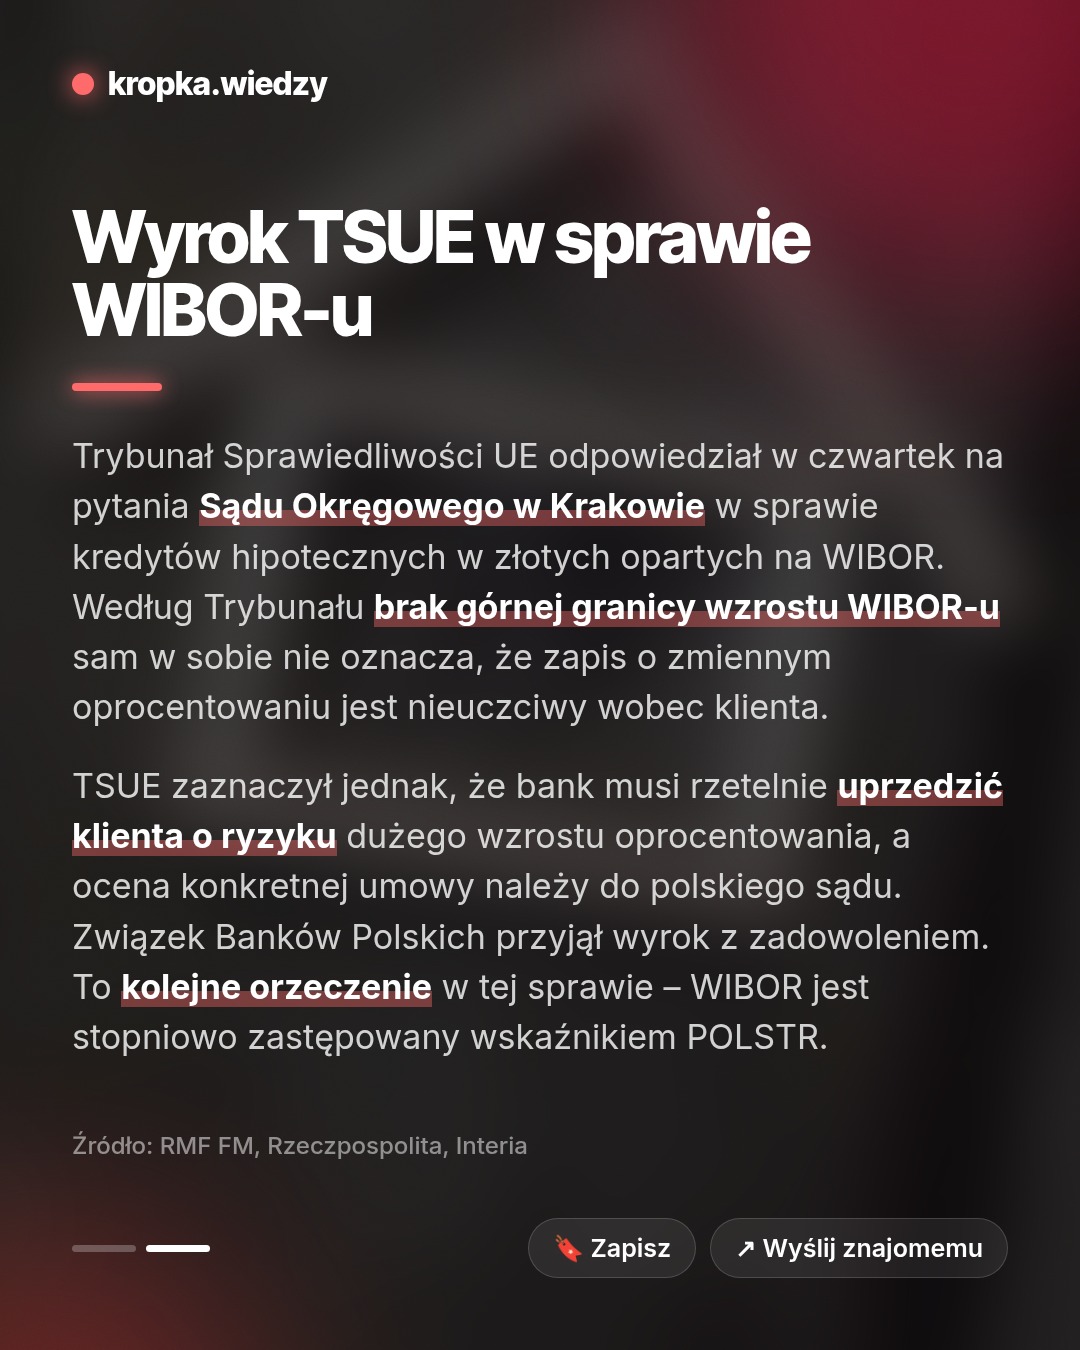 kropka.wiedzy
Wyrok TSUE w sprawie
WIBOR-u
Trybunał Sprawiedliwości UE odpowiedział w czwartek na
pytania Sądu Okręgowego w Krakowie w sprawie
kredytów hipotecznych w złotych opartych na WIBOR.
Według Trybunału brak górnej granicy wzrostu WIBOR-u
sam w sobie nie oznacza, że zapis o zmiennym
oprocentowaniu jest nieuczciwy wobec klienta.
TSUE zaznaczył jednak, że bank musi rzetelnie uprzedzić
klienta o ryzyku dużego wzrostu oprocentowania, a
ocena konkretnej umowy należy do polskiego sądu.
Związek Banków Polskich przyjął wyrok z zadowoleniem.
To kolejne orzeczenie w tej sprawie – WIBOR jest
stopniowo zastępowany wskaźnikiem POLSTR.
Źródło: RMF FM, Rzeczpospolita, Interia
🔖 Zapisz
↗ Wyślij znajomemu